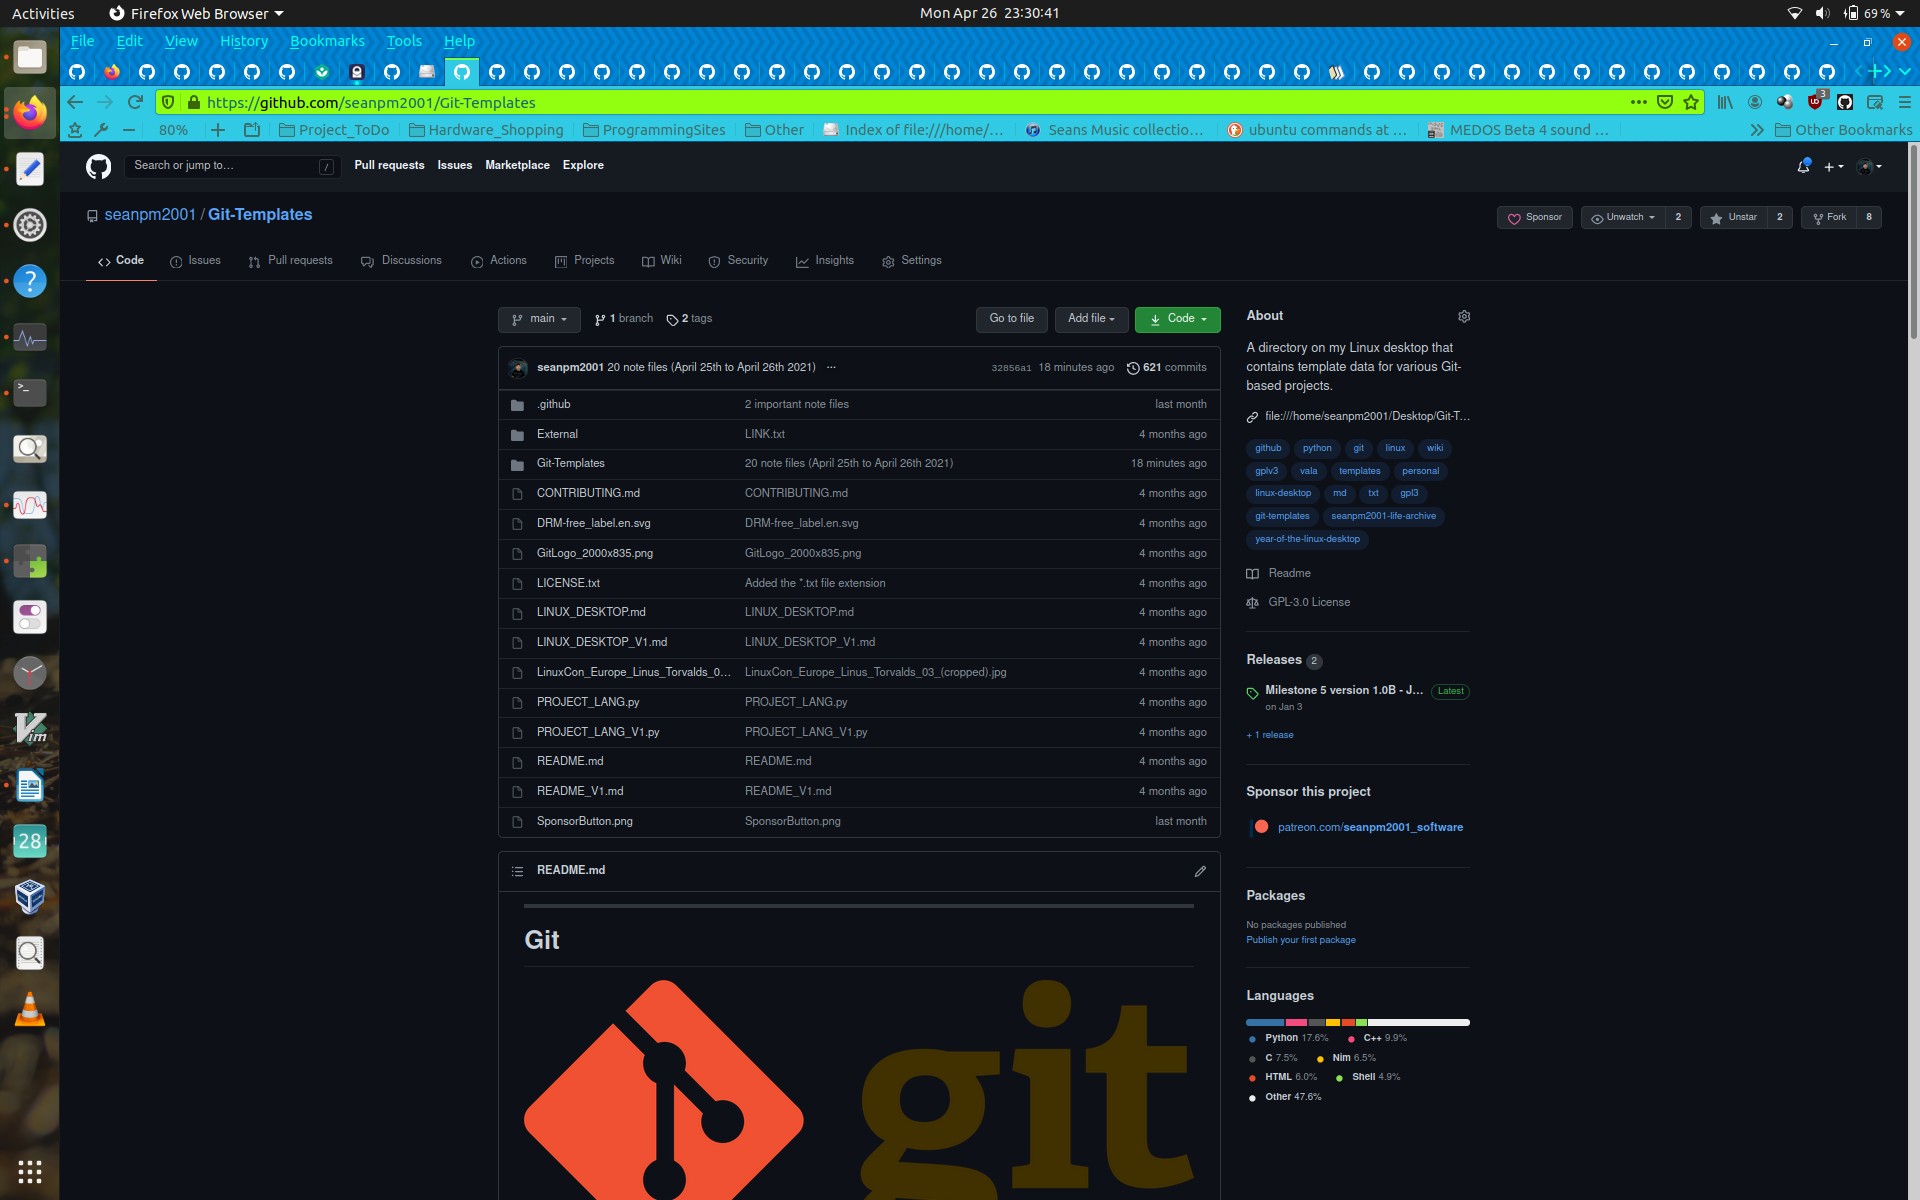 Activities Firefox Web Browser Mon Apr 26 23:30:41 69 %
File Edit View History Bookmarks Tools Help
https://github.com/seanpm2001/Git-Templates 3
80% Project_ToDo Hardware_Shopping ProgrammingSites Other Index of file:///home/… Seans Music collectio… ubuntu commands at … MEDOS Beta 4 sound … Other Bookmarks
Search or jump to… / Pull requests Issues Marketplace Explore
seanpm2001 / Git-Templates Sponsor Unwatch 2 Unstar 2 Fork 8
Code Issues Pull requests Discussions Actions Projects Wiki Security Insights Settings
main 1 branch 2 tags Go to file Add file Code
seanpm2001 20 note files (April 25th to April 26th 2021) … 32856a1 18 minutes ago 621 commits
.github 2 important note files last month
External LINK.txt 4 months ago
Git-Templates 20 note files (April 25th to April 26th 2021) 18 minutes ago
CONTRIBUTING.md CONTRIBUTING.md 4 months ago
DRM-free_label.en.svg DRM-free_label.en.svg 4 months ago
GitLogo_2000x835.png GitLogo_2000x835.png 4 months ago
LICENSE.txt Added the *.txt file extension 4 months ago
LINUX_DESKTOP.md LINUX_DESKTOP.md 4 months ago
LINUX_DESKTOP_V1.md LINUX_DESKTOP_V1.md 4 months ago
LinuxCon_Europe_Linus_Torvalds_0… LinuxCon_Europe_Linus_Torvalds_03_(cropped).jpg 4 months ago
PROJECT_LANG.py PROJECT_LANG.py 4 months ago
PROJECT_LANG_V1.py PROJECT_LANG_V1.py 4 months ago
README.md README.md 4 months ago
README_V1.md README_V1.md 4 months ago
SponsorButton.png SponsorButton.png last month
README.md
Git
git
About
A directory on my Linux desktop that
contains template data for various Git-
based projects.
file:///home/seanpm2001/Desktop/Git-T…
github python git linux wiki
gplv3 vala templates personal
linux-desktop md txt gpl3
git-templates seanpm2001-life-archive
year-of-the-linux-desktop
Readme
GPL-3.0 License
Releases 2
Milestone 5 version 1.0B - J… Latest
on Jan 3
+ 1 release
Sponsor this project
patreon.com/seanpm2001_software
Packages
No packages published
Publish your first package
Languages
Python 17.6% C++ 9.9%
C 7.5% Nim 6.5%
HTML 6.0% Shell 4.9%
Other 47.6%
28
Vim